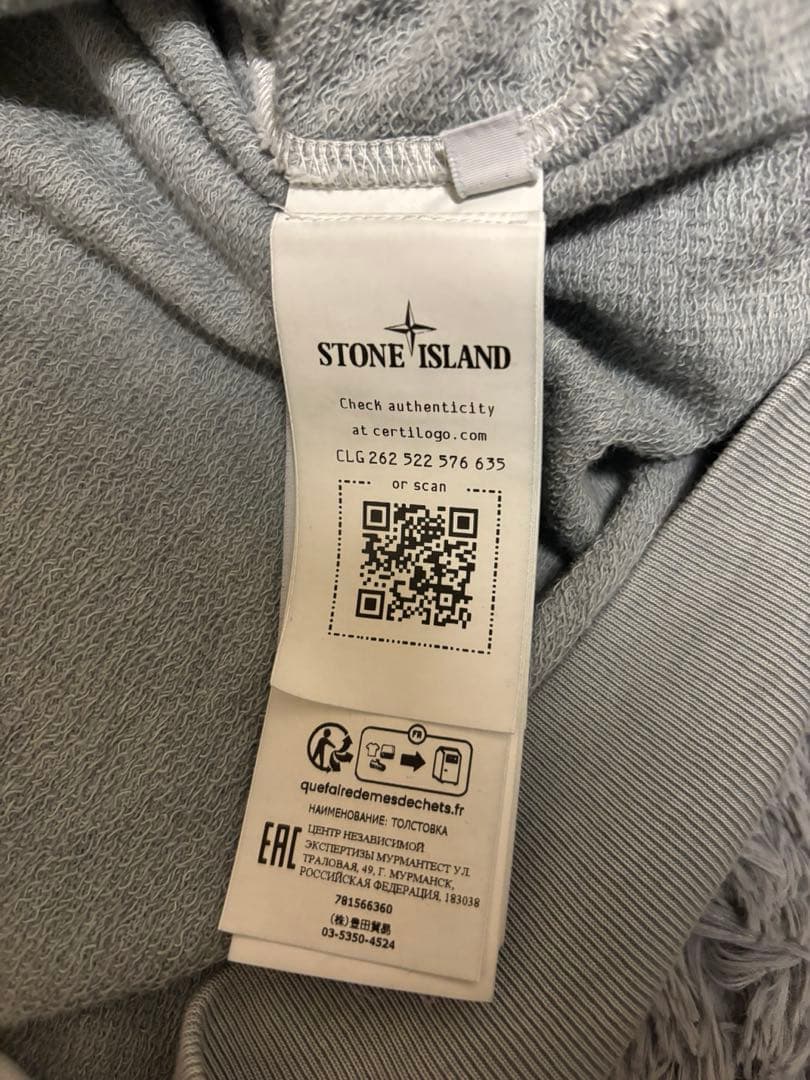 STONE ISLAND
Check authenticity
at certilogo.com
CLG 262 522 576 635
or scan
FR
quefairedemesdechets.fr
НАИМЕНОВАНИЕ: ТОЛСТОВКА
EAC
ЦЕНТР НЕЗАВИСИМОЙ
ЭКСПЕРТИЗЫ МУРМАНТЕСТ УЛ.
ТРАЛОВАЯ, 49, Г. МУРМАНСК,
РОССИЙСКАЯ ФЕДЕРАЦИЯ, 183038
781566360
(株)豊田貿易
03-5350-4524